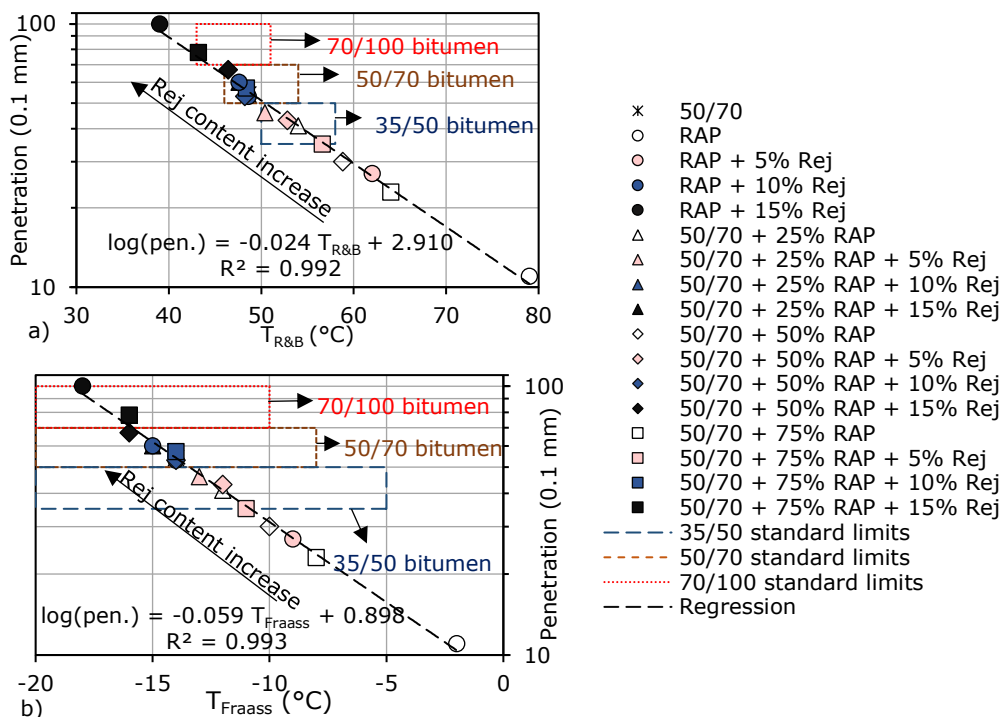 100
70/100 bitumen
50/70 bitumen
35/50 bitumen
Rej content increase
Penetration (0.1 mm)
log(pen.) = -0.024 T_R&B + 2.910
R² = 0.992
10
30 40 50 60 70 80
a)
T_R&B (°C)
100
70/100 bitumen
50/70 bitumen
35/50 bitumen
Rej content increase
Penetration (0.1 mm)
log(pen.) = -0.059 T_Fraass + 0.898
R² = 0.993
10
-20 -15 -10 -5 0
b)
T_Fraass (°C)
50/70
RAP
RAP + 5% Rej
RAP + 10% Rej
RAP + 15% Rej
50/70 + 25% RAP
50/70 + 25% RAP + 5% Rej
50/70 + 25% RAP + 10% Rej
50/70 + 25% RAP + 15% Rej
50/70 + 50% RAP
50/70 + 50% RAP + 5% Rej
50/70 + 50% RAP + 10% Rej
50/70 + 50% RAP + 15% Rej
50/70 + 75% RAP
50/70 + 75% RAP + 5% Rej
50/70 + 75% RAP + 10% Rej
50/70 + 75% RAP + 15% Rej
35/50 standard limits
50/70 standard limits
70/100 standard limits
Regression